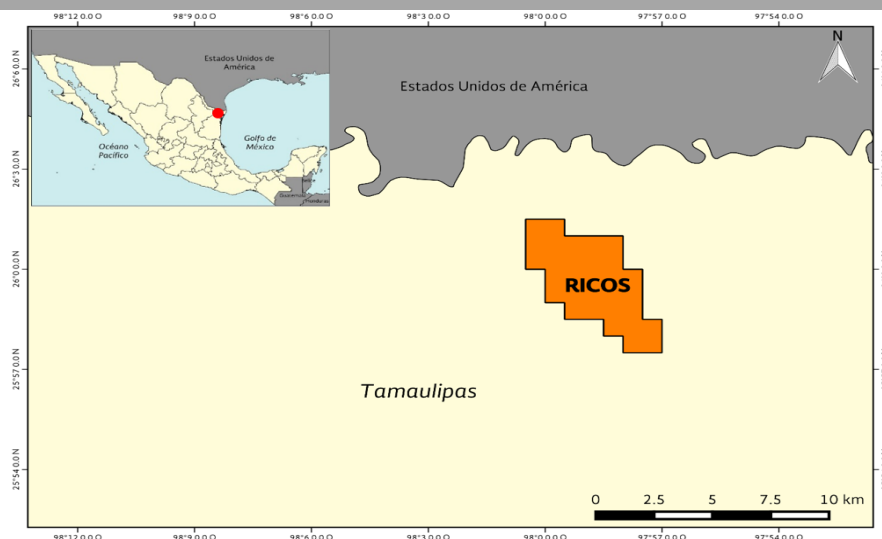 98°12'0.0"O 98°9'0.0"O 98°6'0.0"O 98°3'0.0"O 98°0'0.0"O 97°57'0.0"O 97°54'0.0"O
N
Estados Unidos de
América
Estados Unidos de América
26°6'0.0"N
Golfo de
México
Océano
Pacífico
26°3'0.0"N
Guatemala
Honduras
26°0'0.0"N
RICOS
25°57'0.0"N
Tamaulipas
25°54'0.0"N
0 2.5 5 7.5 10 km
98°12'0.0"O 98°9'0.0"O 98°6'0.0"O 98°3'0.0"O 98°0'0.0"O 97°57'0.0"O 97°54'0.0"O